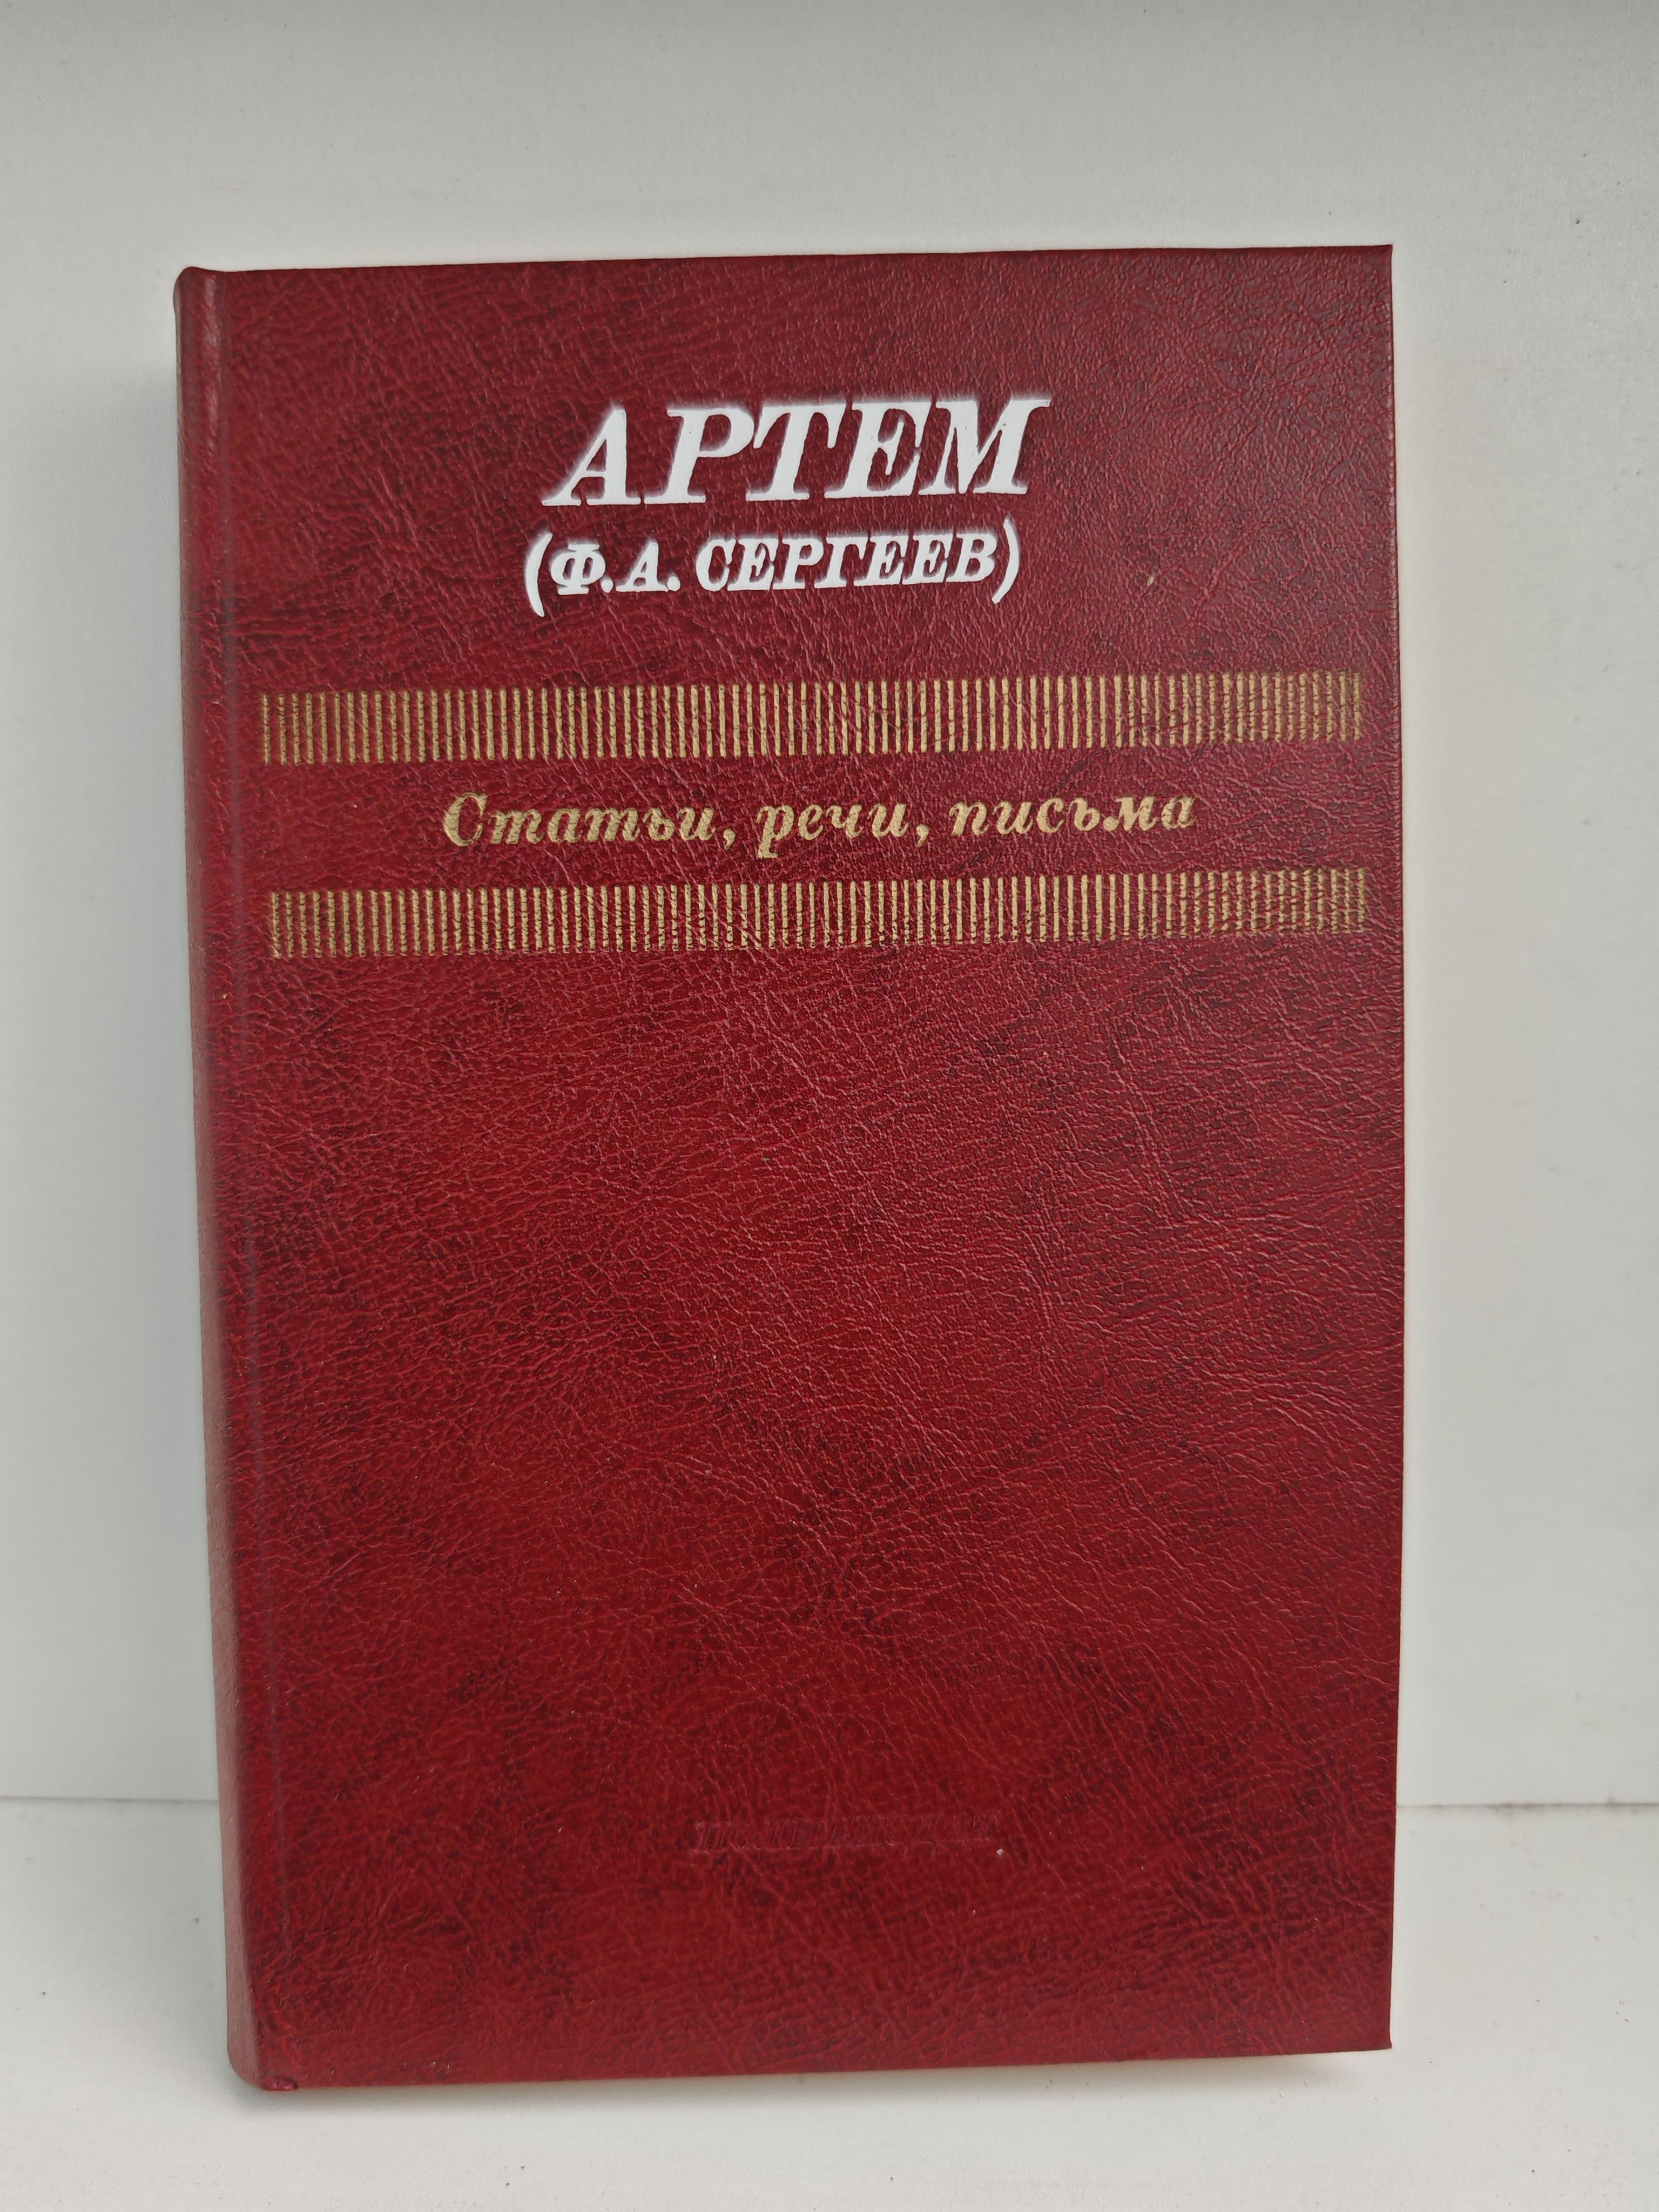 АРТЕМ
(Ф.А. СЕРГЕЕВ)
Статьи, речи, письма